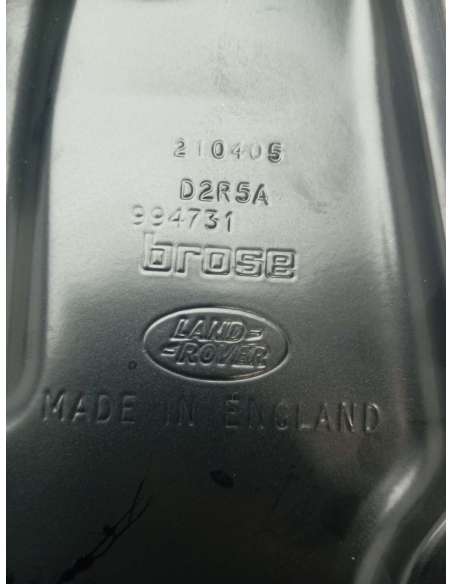 210405
D2R5A
994731
brose
LAND-
-ROVER
MADE IN ENGLAND